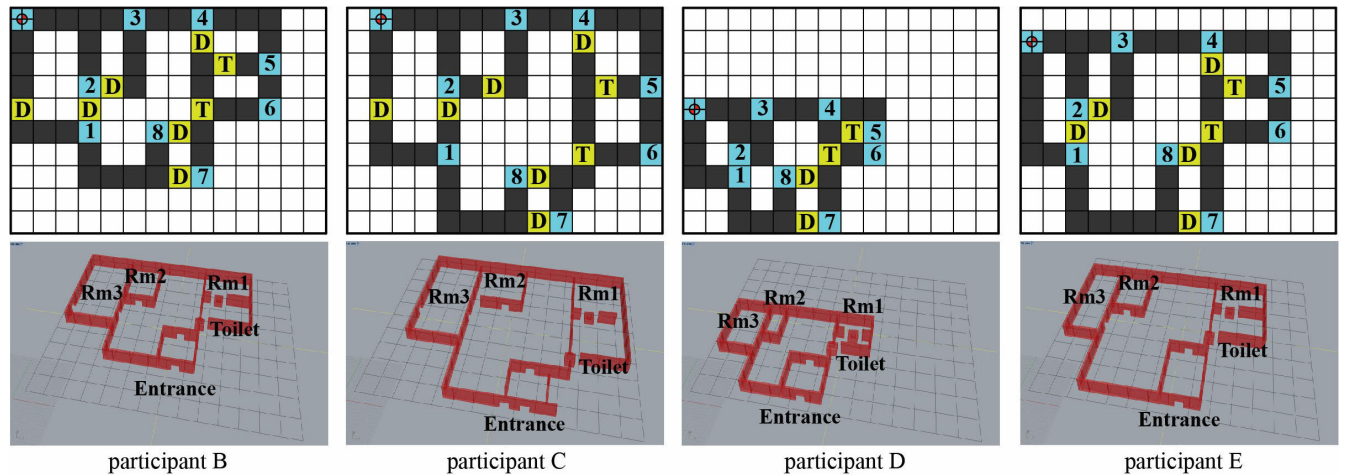 3 4
D
T 5
2 D
D D T 6
1 8 D
D 7
3 4
D
2 D T 5
D D
1 T 6
8 D
D 7
3 4
T 5
2 T 6
1 8 D
D 7
3 4
D
T 5
2 D
D T 6
1 8 D
D 7
Rm2 Rm1
Rm3
Toilet
Entrance
Rm2 Rm1
Rm3
Toilet
Entrance
Rm2 Rm1
Rm3
Toilet
Entrance
Rm2 Rm1
Rm3
Toilet
Entrance
participant B
participant C
participant D
participant E